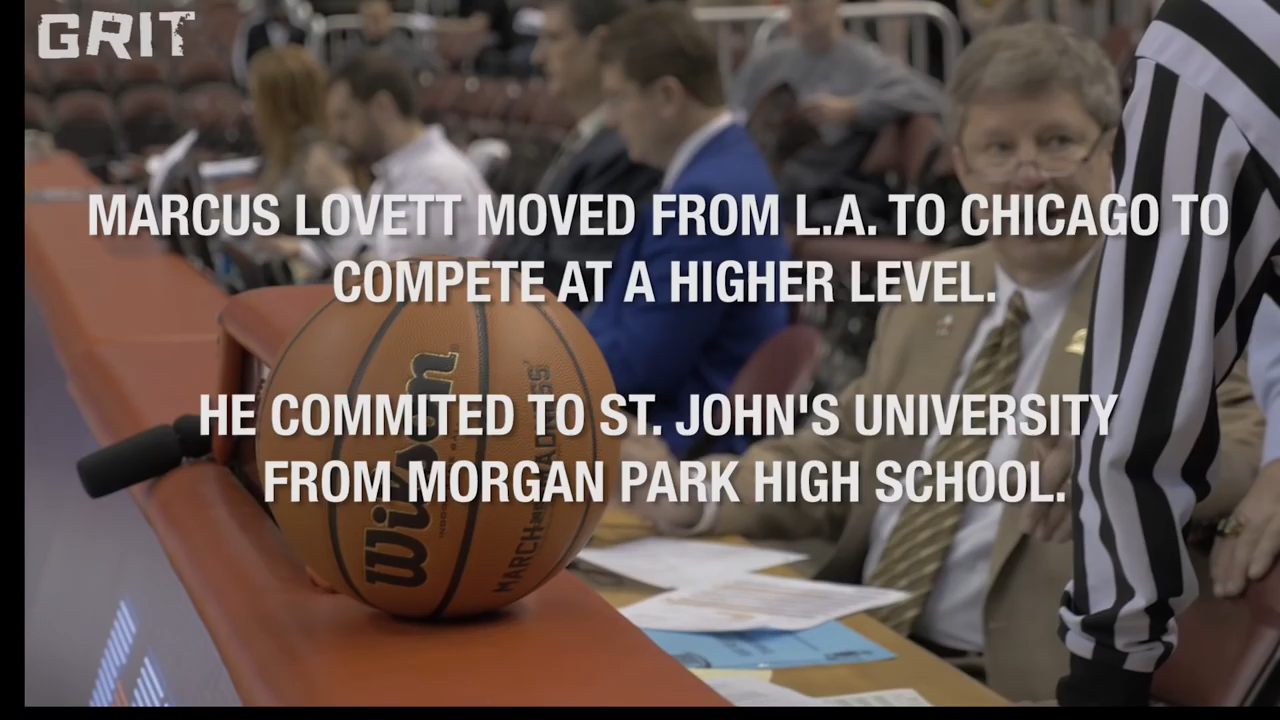 GRIT
MARCUS LOVETT MOVED FROM L.A. TO CHICAGO TO
COMPETE AT A HIGHER LEVEL.
HE COMMITED TO ST. JOHN'S UNIVERSITY
FROM MORGAN PARK HIGH SCHOOL.
Wilson
MARCH MADNESS